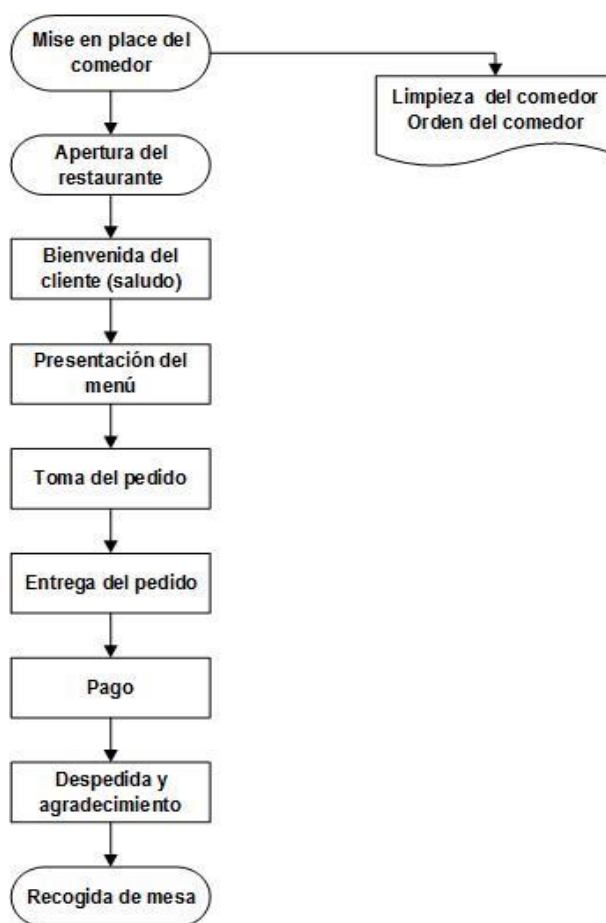 Mise en place del
comedor
Limpieza del comedor
Orden del comedor
Apertura del
restaurante
Bienvenida del
cliente (saludo)
Presentación del
menú
Toma del pedido
Entrega del pedido
Pago
Despedida y
agradecimiento
Recogida de mesa